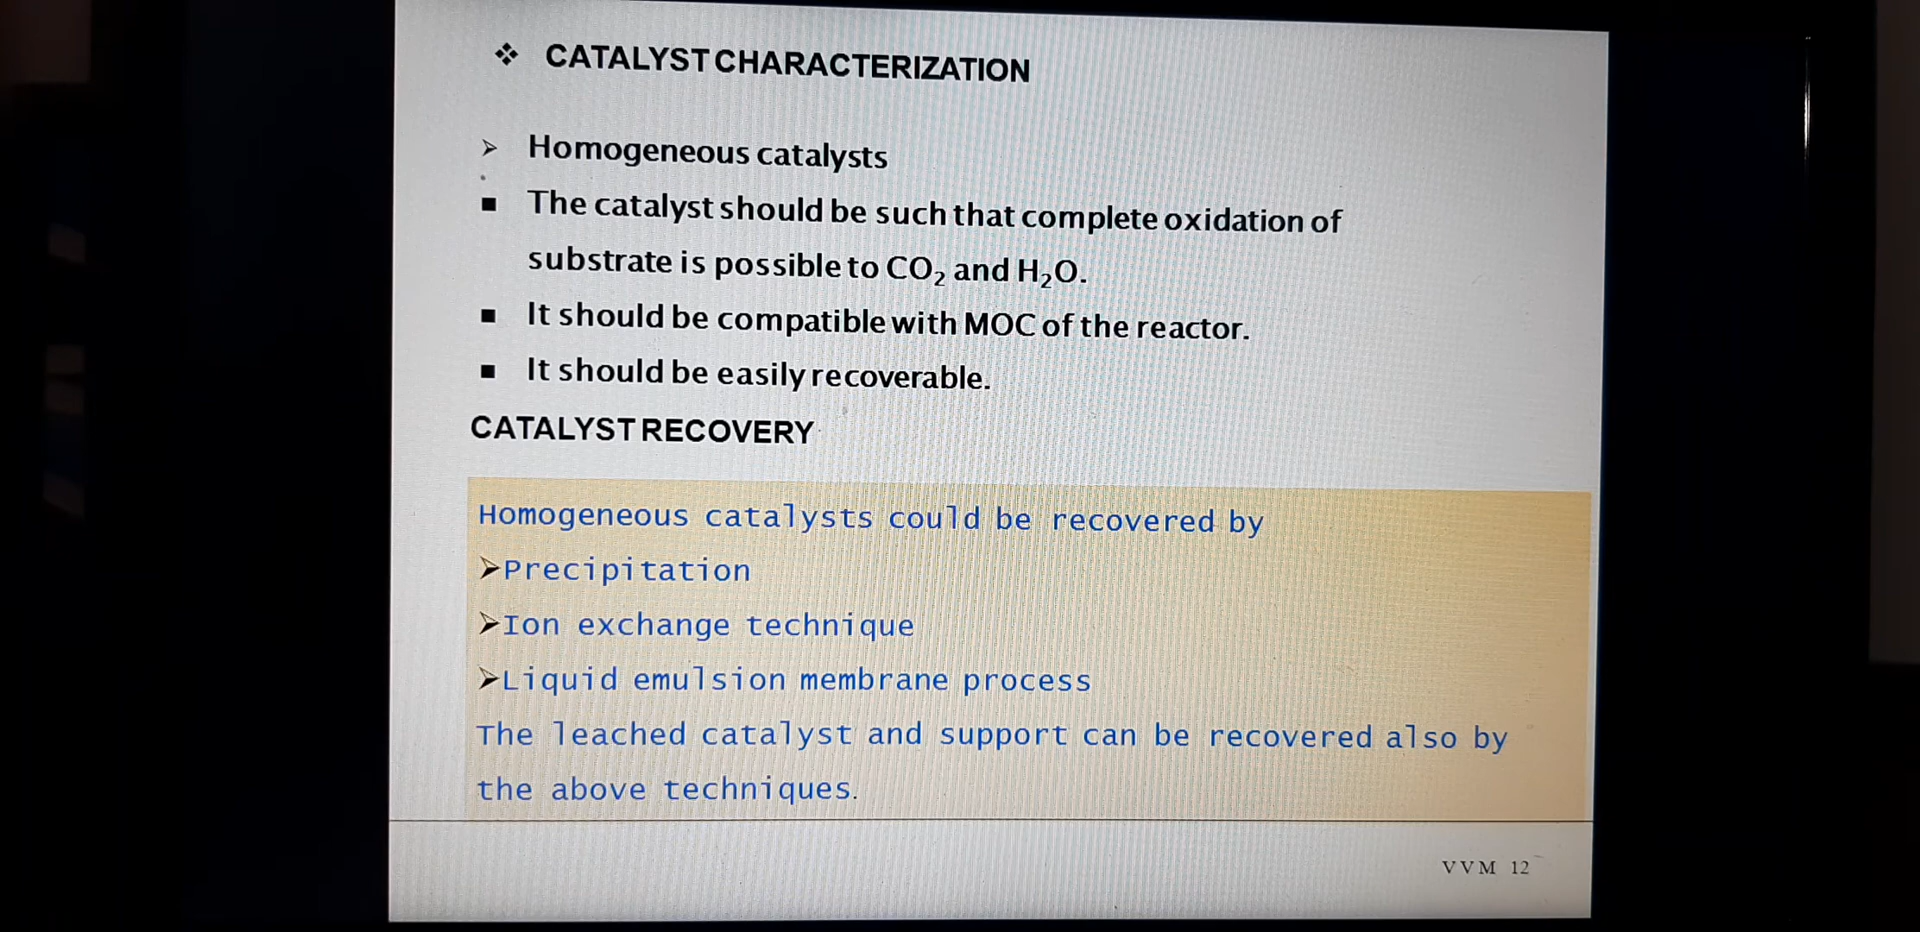 ❖ CATALYST CHARACTERIZATION
➢ Homogeneous catalysts
▪ The catalyst should be such that complete oxidation of
substrate is possible to CO₂ and H₂O.
▪ It should be compatible with MOC of the reactor.
▪ It should be easily recoverable.
CATALYST RECOVERY
Homogeneous catalysts could be recovered by
➢Precipitation
➢Ion exchange technique
➢Liquid emulsion membrane process
The leached catalyst and support can be recovered also by
the above techniques.
VVM 12